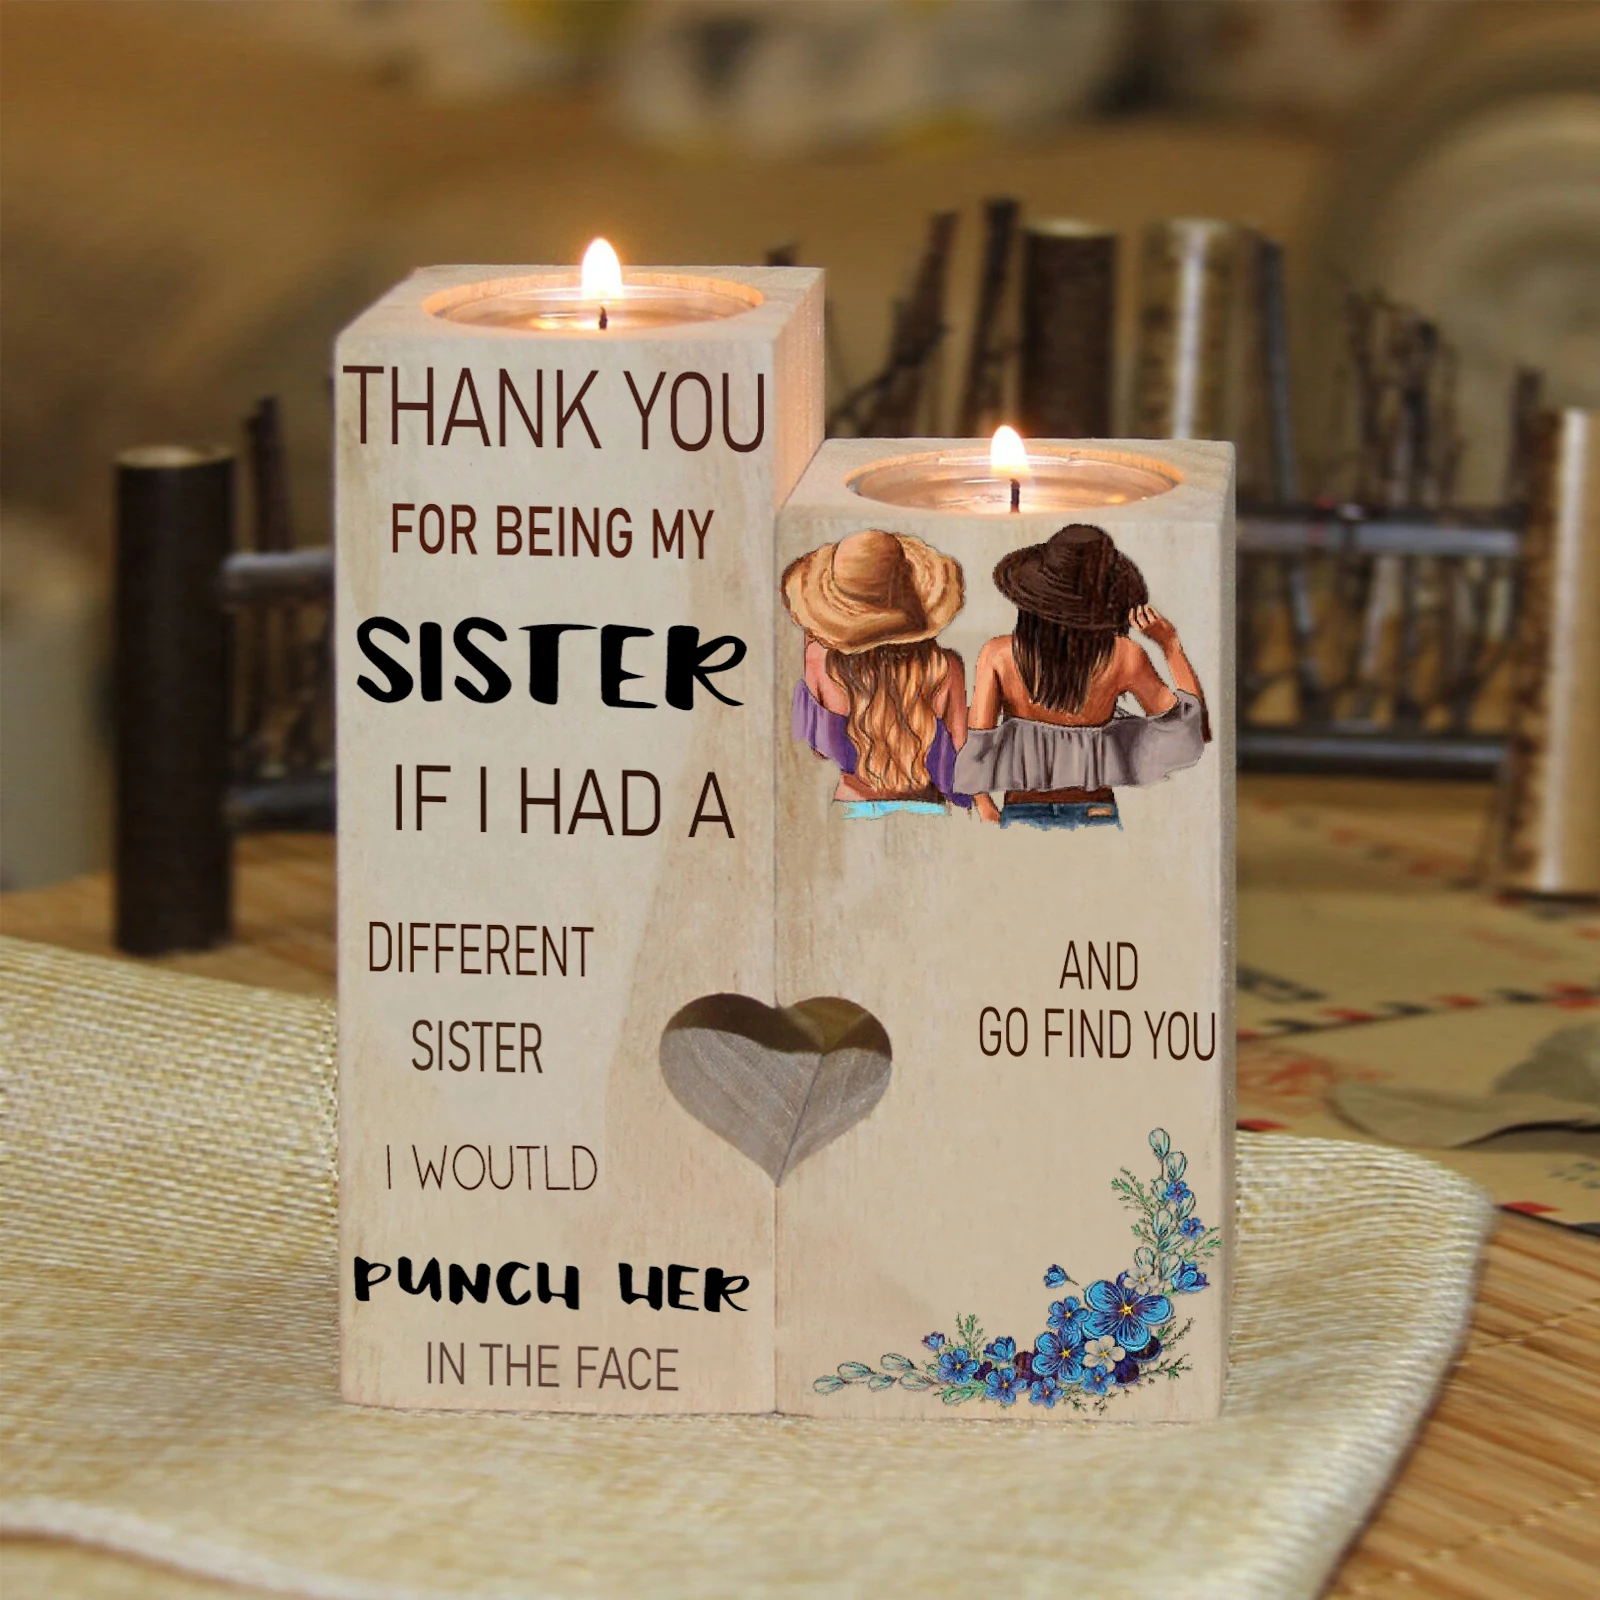 THANK YOU
FOR BEING MY
SISTER
IF I HAD A
DIFFERENT
SISTER
I WOUTLD
PUNCH HER
IN THE FACE
AND
GO FIND YOU